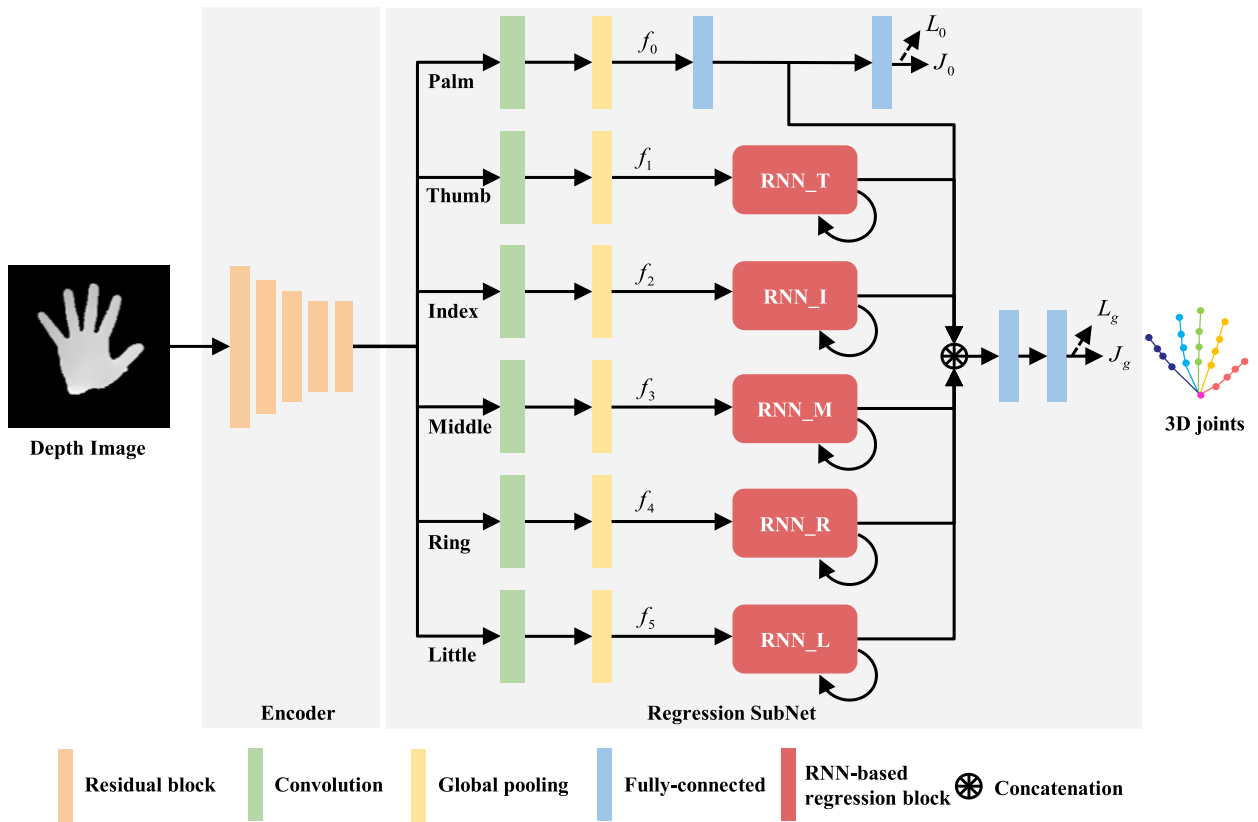 f0
L0
J0
Palm
f1
RNN_T
Thumb
f2
RNN_I
Index
Lg
Jg
f3
RNN_M
Middle
Depth Image
3D joints
f4
RNN_R
Ring
f5
RNN_L
Little
Encoder
Regression SubNet
Residual block
Convolution
Global pooling
Fully-connected
RNN-based
regression block
Concatenation